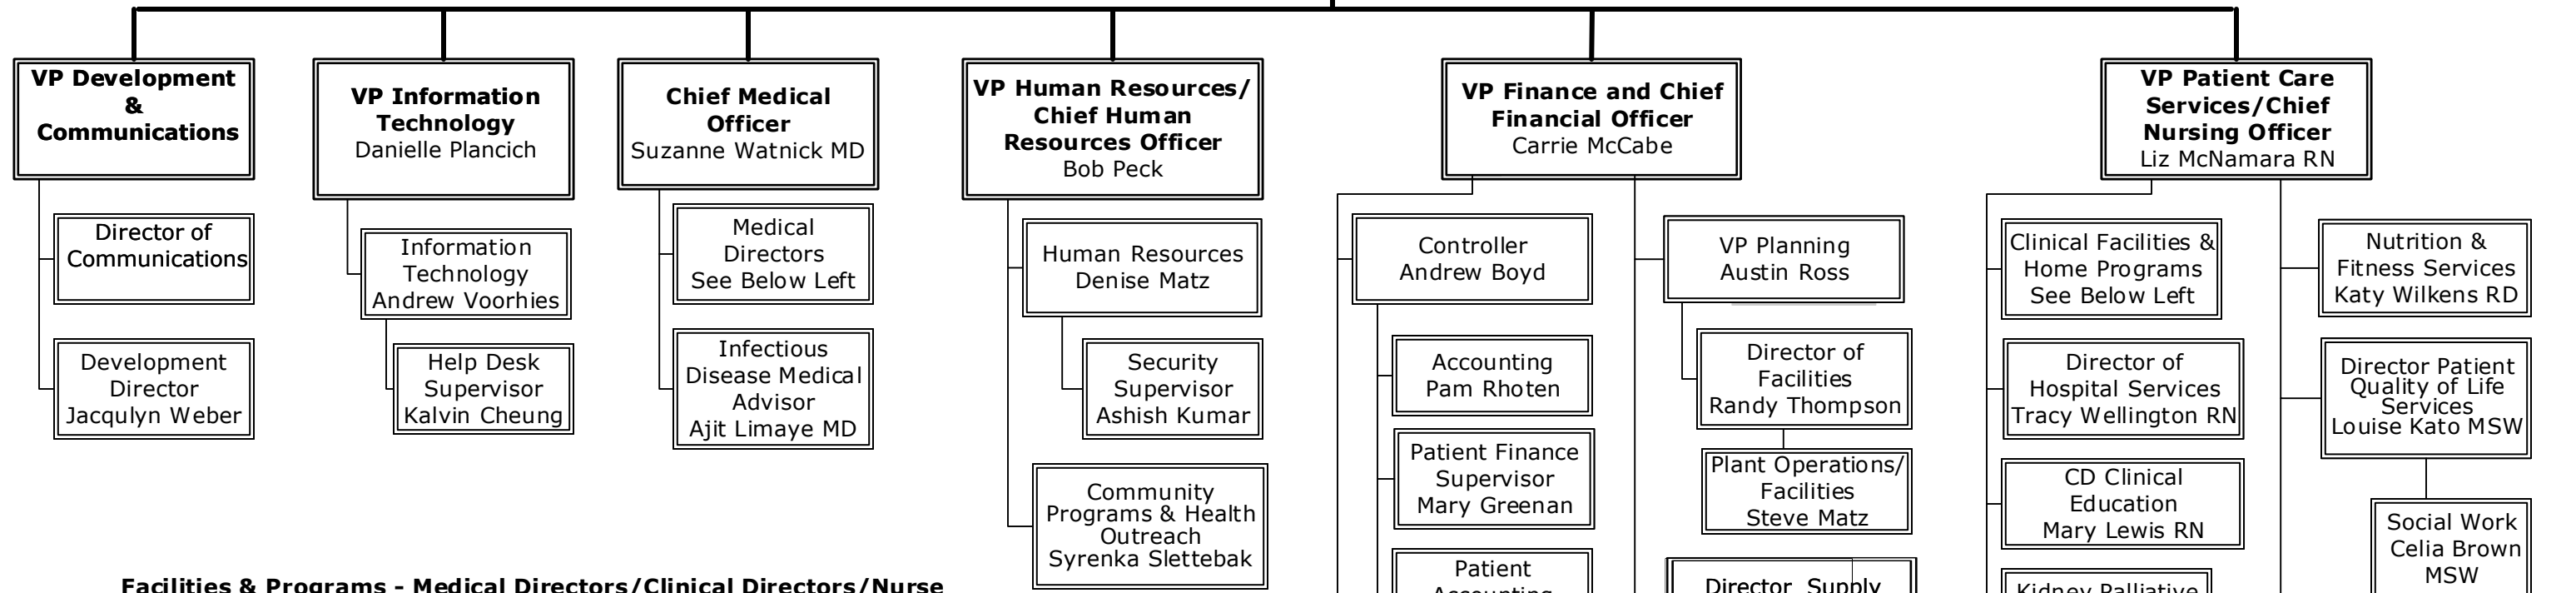 VP Development
&
Communications
Director of
Communications
Development
Director
Jacqulyn Weber
VP Information
Technology
Danielle Plancich
Information
Technology
Andrew Voorhies
Help Desk
Supervisor
Kalvin Cheung
Chief Medical
Officer
Suzanne Watnick MD
Medical
Directors
See Below Left
Infectious
Disease Medical
Advisor
Ajit Limaye MD
VP Human Resources/
Chief Human
Resources Officer
Bob Peck
Human Resources
Denise Matz
Security
Supervisor
Ashish Kumar
Community
Programs & Health
Outreach
Syrenka Slettebak
VP Finance and Chief
Financial Officer
Carrie McCabe
Controller
Andrew Boyd
Accounting
Pam Rhoten
Patient Finance
Supervisor
Mary Greenan
Patient
Accounting
VP Planning
Austin Ross
Director of
Facilities
Randy Thompson
Plant Operations/
Facilities
Steve Matz
Director Supply
VP Patient Care
Services/Chief
Nursing Officer
Liz McNamara RN
Clinical Facilities &
Home Programs
See Below Left
Director of
Hospital Services
Tracy Wellington RN
CD Clinical
Education
Mary Lewis RN
Kidney Palliative
Nutrition &
Fitness Services
Katy Wilkens RD
Director Patient
Quality of Life
Services
Louise Kato MSW
Social Work
Celia Brown
MSW
Facilities & Programs - Medical Directors/Clinical Directors/Nurse